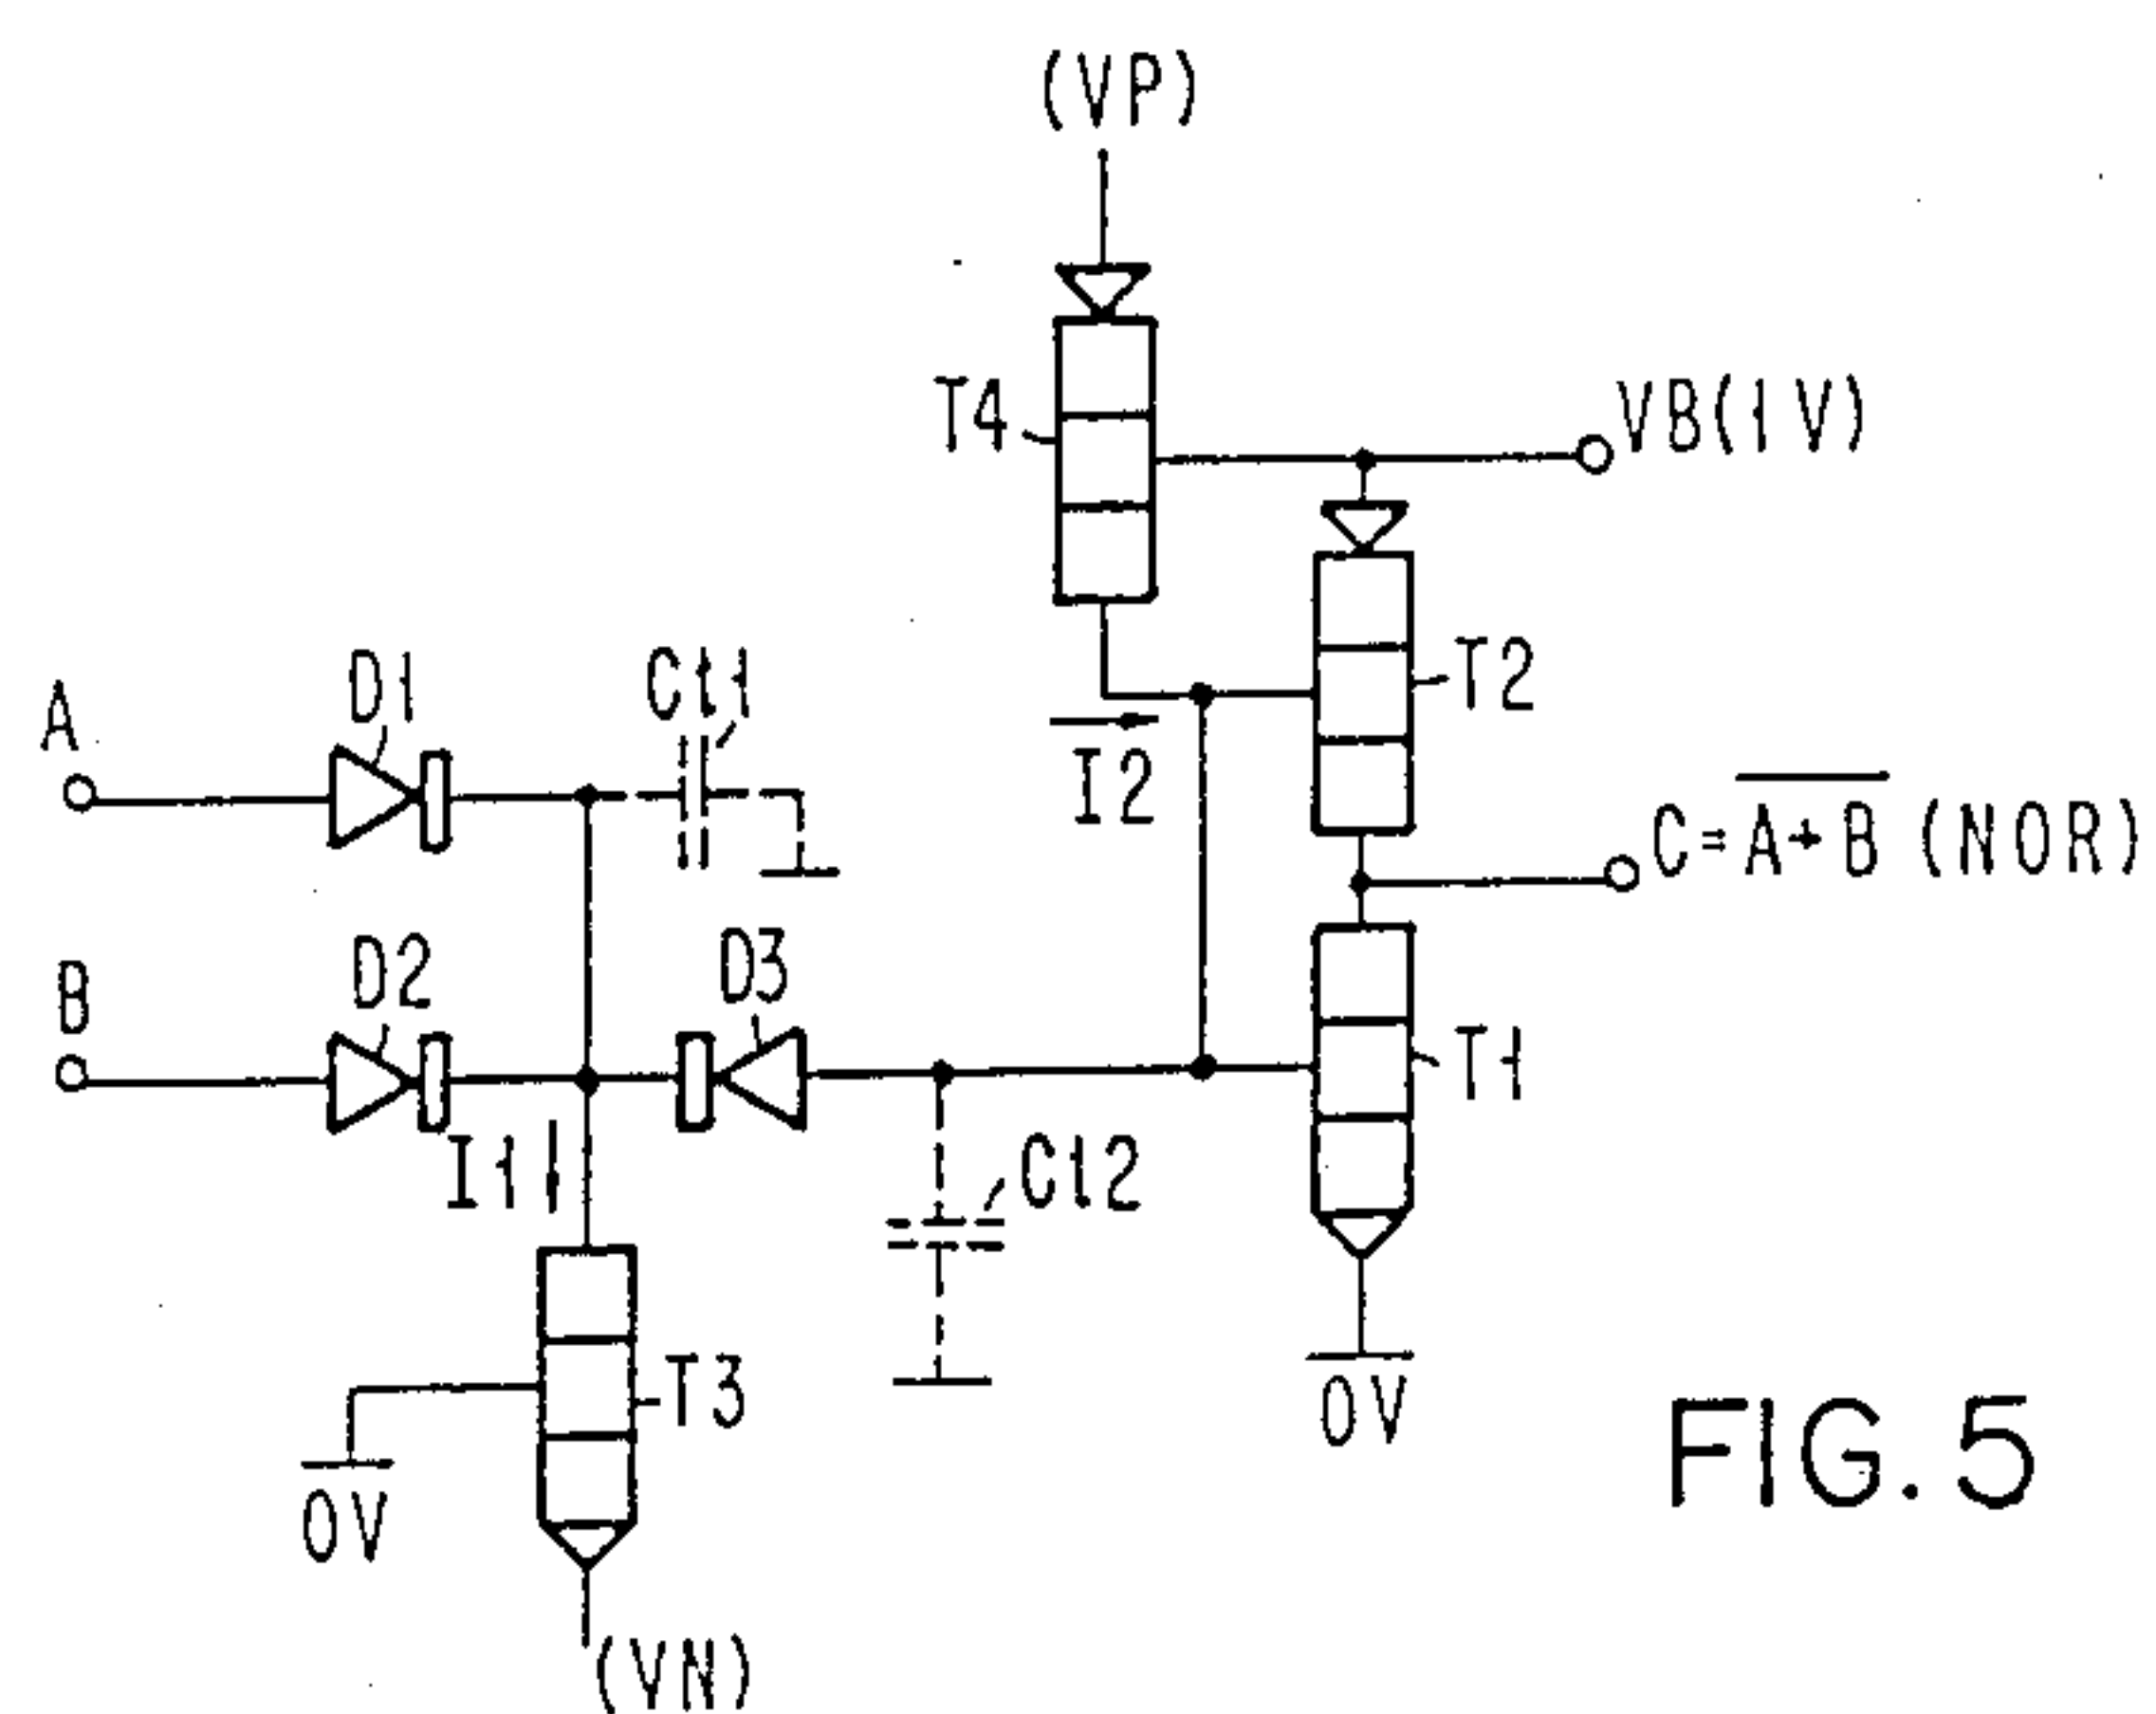 (VP)
T4
VB(1V)
D1
Ct1
A
T2
I2
C=A+B (NOR)
D2
D3
B
T1
I1
Ct2
T3
0V
0V
FIG. 5
(VN)